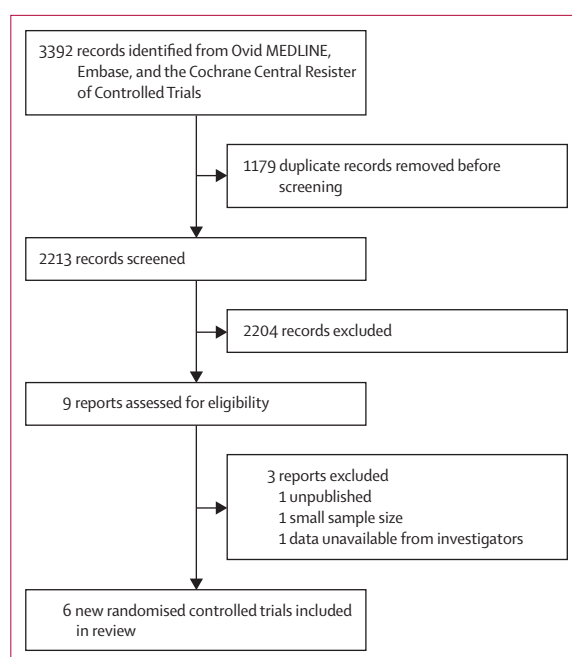 3392 records identified from Ovid MEDLINE,
Embase, and the Cochrane Central Resister
of Controlled Trials
1179 duplicate records removed before
screening
2213 records screened
2204 records excluded
9 reports assessed for eligibility
3 reports excluded
1 unpublished
1 small sample size
1 data unavailable from investigators
6 new randomised controlled trials included
in review